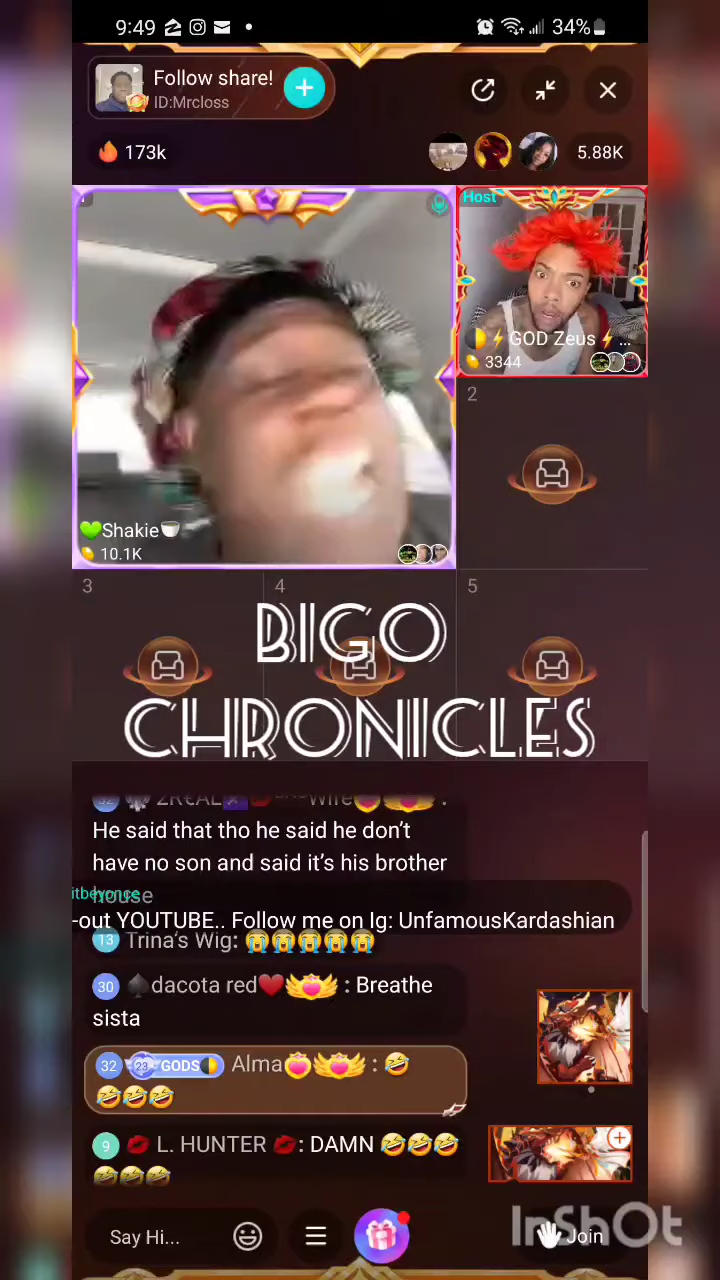 9:49
34%
Follow share!
ID:Mrcloss
173k
5.88K
Host
GOD Zeus⚡...
3344
💚Shakie☕
10.1K
2
3
4
5
BIGO
CHRONICLES
He said that tho he said he don't
have no son and said it's his brother
house
itbeyonce
-out YOUTUBE.. Follow me on Ig: UnfamousKardashian
13 Trina's Wig: 😭😭😭😭😭
30 ♠dacota red❤ : Breathe
sista
32 23 GODS Alma : 🤣
🤣🤣🤣
9 💋 L. HUNTER 💋: DAMN 🤣🤣🤣
🤣🤣🤣
Say Hi...
Join
InShOt